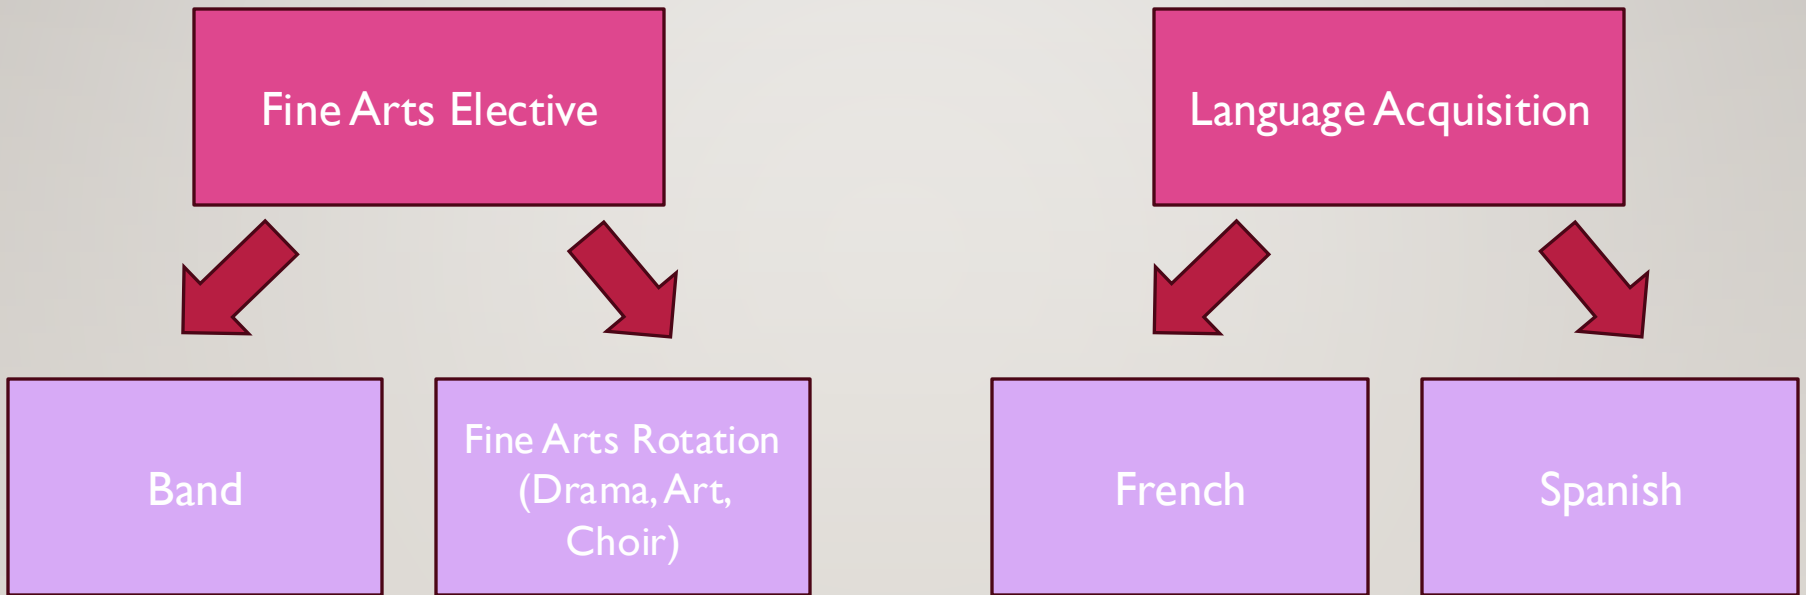 Fine Arts Elective
Language Acquisition
Band
Fine Arts Rotation
(Drama, Art,
Choir)
French
Spanish